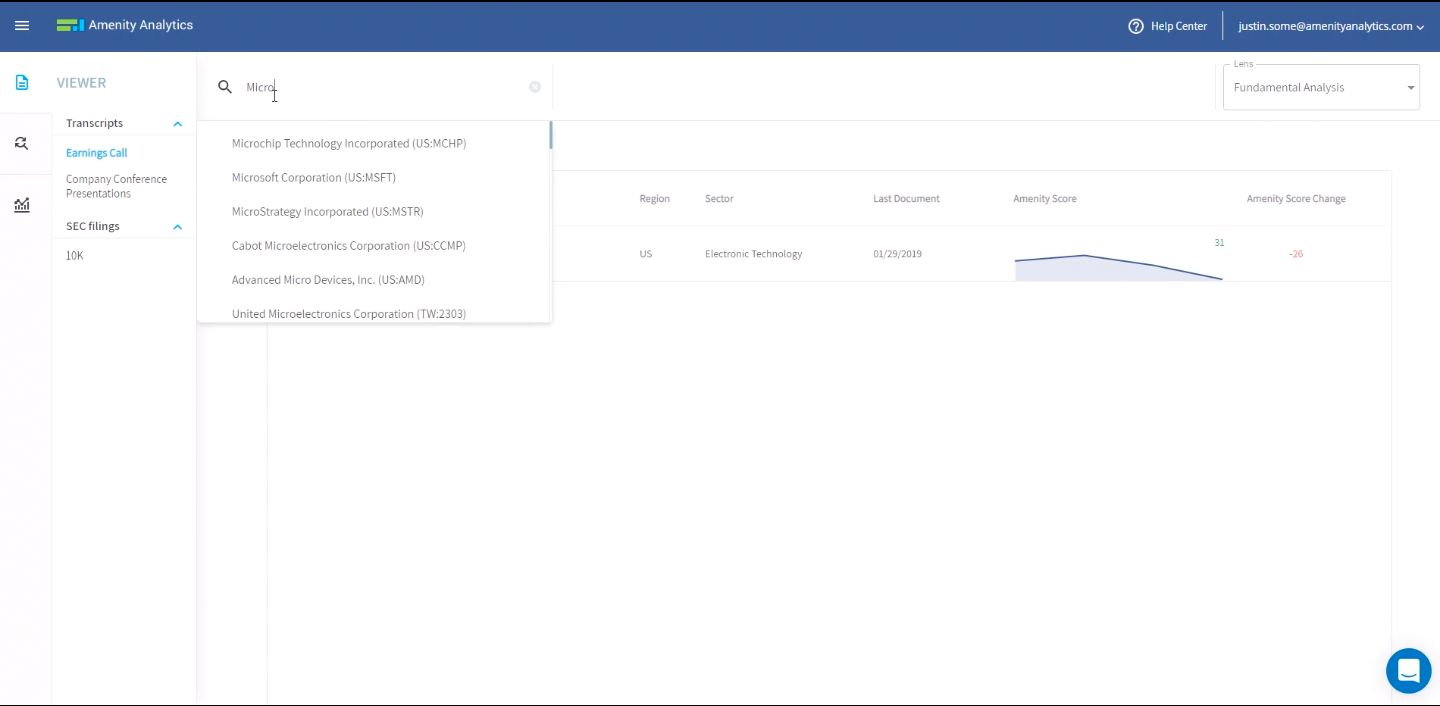 Amenity Analytics
Help Center
justin.some@amenityanalytics.com
VIEWER
Micro
Lens
Fundamental Analysis
Transcripts
Earnings Call
Company Conference
Presentations
SEC filings
10K
Microchip Technology Incorporated (US:MCHP)
Microsoft Corporation (US:MSFT)
MicroStrategy Incorporated (US:MSTR)
Cabot Microelectronics Corporation (US:CCMP)
Advanced Micro Devices, Inc. (US:AMD)
United Microelectronics Corporation (TW:2303)
Region Sector Last Document Amenity Score Amenity Score Change
US Electronic Technology 01/29/2019 31 -26